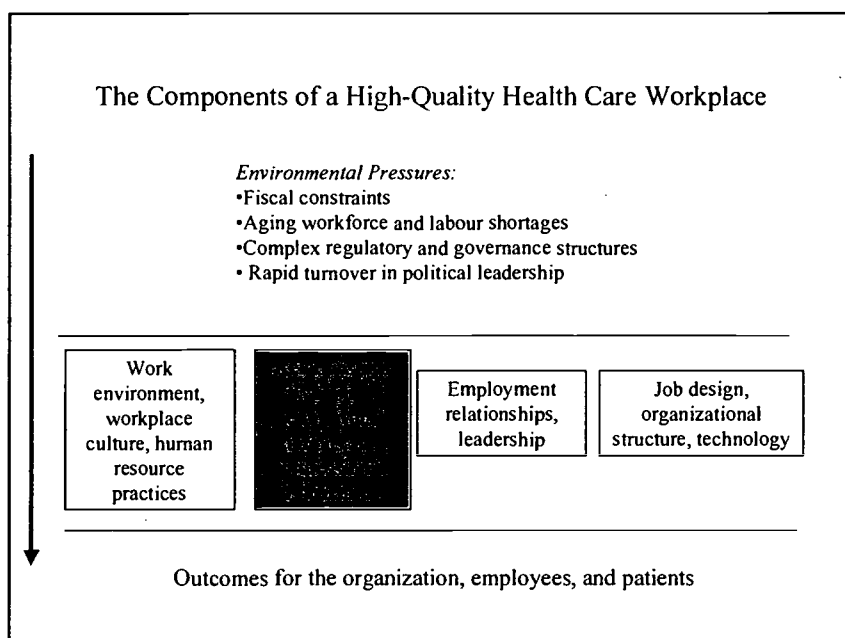 The Components of a High-Quality Health Care Workplace
Environmental Pressures:
•Fiscal constraints
•Aging workforce and labour shortages
•Complex regulatory and governance structures
• Rapid turnover in political leadership
Work
environment,
workplace
culture, human
resource
practices
Employment
relationships,
leadership
Job design,
organizational
structure, technology
Outcomes for the organization, employees, and patients